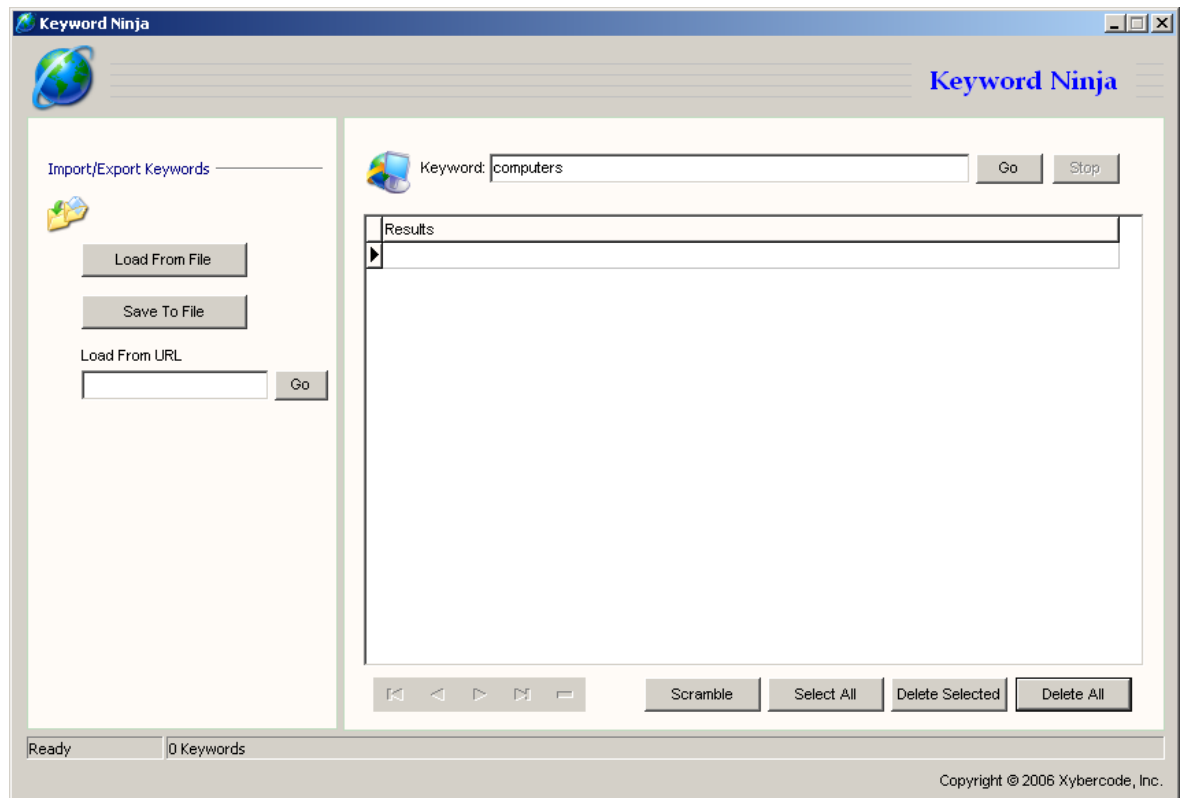 Keyword Ninja
Keyword Ninja
Import/Export Keywords
Load From File
Save To File
Load From URL
Go
Keyword: computers Go Stop
Results
Scramble Select All Delete Selected Delete All
Ready 0 Keywords
Copyright © 2006 Xybercode, Inc.